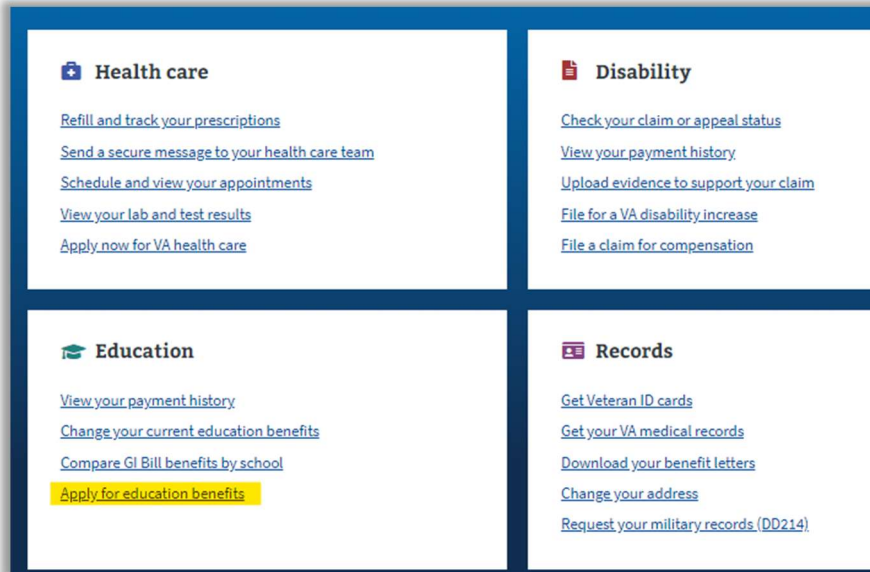 Health care
Refill and track your prescriptions
Send a secure message to your health care team
Schedule and view your appointments
View your lab and test results
Apply now for VA health care
Disability
Check your claim or appeal status
View your payment history
Upload evidence to support your claim
File for a VA disability increase
File a claim for compensation
Education
View your payment history
Change your current education benefits
Compare GI Bill benefits by school
Apply for education benefits
Records
Get Veteran ID cards
Get your VA medical records
Download your benefit letters
Change your address
Request your military records (DD214)